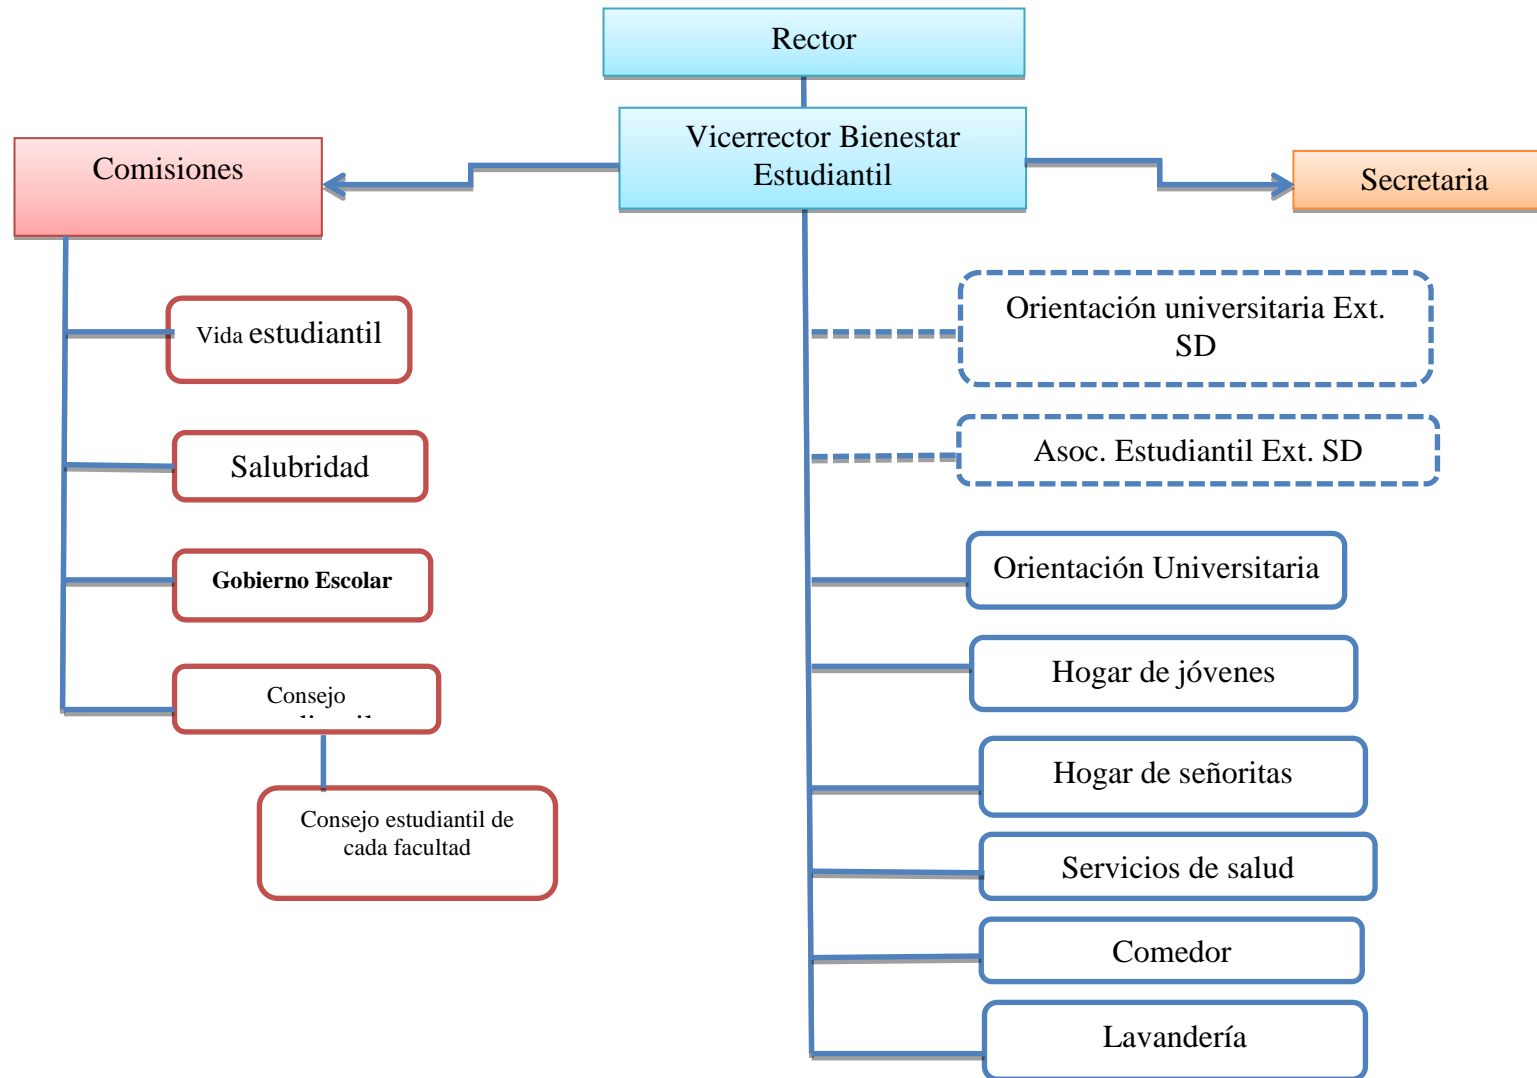 Rector
Vicerrector Bienestar
Estudiantil
Comisiones
Secretaria
Vida estudiantil
Salubridad
Gobierno Escolar
Consejo
Consejo estudiantil de
cada facultad
Orientación universitaria Ext.
SD
Asoc. Estudiantil Ext. SD
Orientación Universitaria
Hogar de jóvenes
Hogar de señoritas
Servicios de salud
Comedor
Lavandería